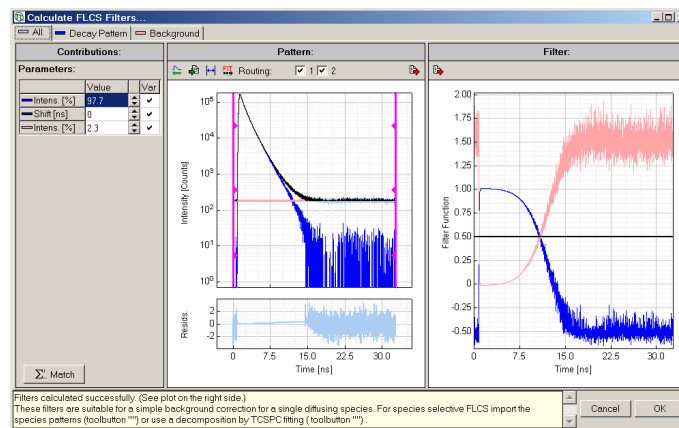 Calculate FLCS Filters...
All Decay Pattern Background
Contributions: Pattern: Filter:
Parameters:
Routing: 1 2
Value Var
Intens. [%] 97.7
Shift [ns] 0
Intens. [%] 2.3
Intensity [Counts]
10⁵
10⁴
10³
10²
10¹
10⁰
Resids.
2
0
-2
0 7.5 15.0 22.5 30.0
Time [ns]
Filter Function
2.00
1.75
1.50
1.25
1.00
0.75
0.50
0.25
0
-0.25
-0.50
0 7.5 15.0 22.5 30.0
Time [ns]
Match
Filters calculated successfully. (See plot on the right side.)
These filters are suitable for a simple background correction for a single diffusing species. For species selective FLCS import the
species patterns (toolbutton "") or use a decomposition by TCSPC fitting ( toolbutton "") .
Cancel OK